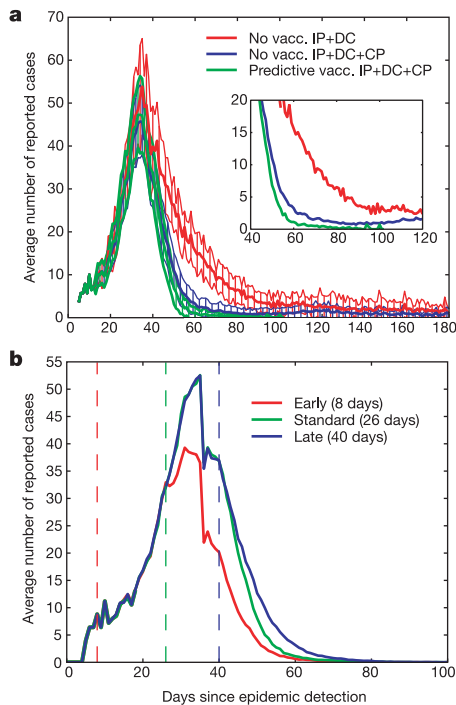 a
No vacc. IP+DC
No vacc. IP+DC+CP
Predictive vacc. IP+DC+CP
Average number of reported cases
70
60
50
40
30
20
10
0
20
15
10
5
0
40 60 80 100 120
0 20 40 60 80 100 120 140 160 180
b
Early (8 days)
Standard (26 days)
Late (40 days)
Average number of reported cases
55
50
45
40
35
30
25
20
15
10
5
0
0 20 40 60 80 100
Days since epidemic detection